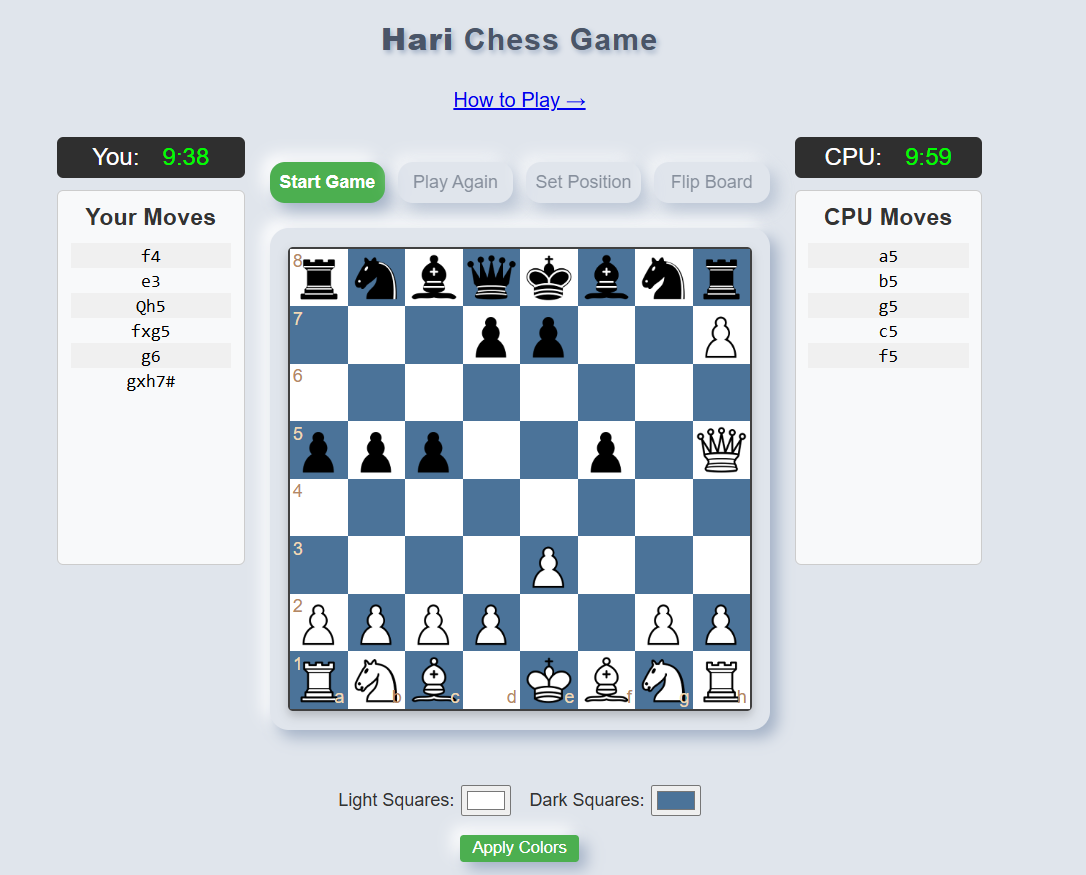 Hari Chess Game
How to Play →
You: 9:38
CPU: 9:59
Start Game
Play Again
Set Position
Flip Board
Your Moves
f4
e3
Qh5
fxg5
g6
gxh7#
CPU Moves
a5
b5
g5
c5
f5
8
7
6
5
4
3
2
1
a b c d e f g h
Light Squares:
Dark Squares:
Apply Colors